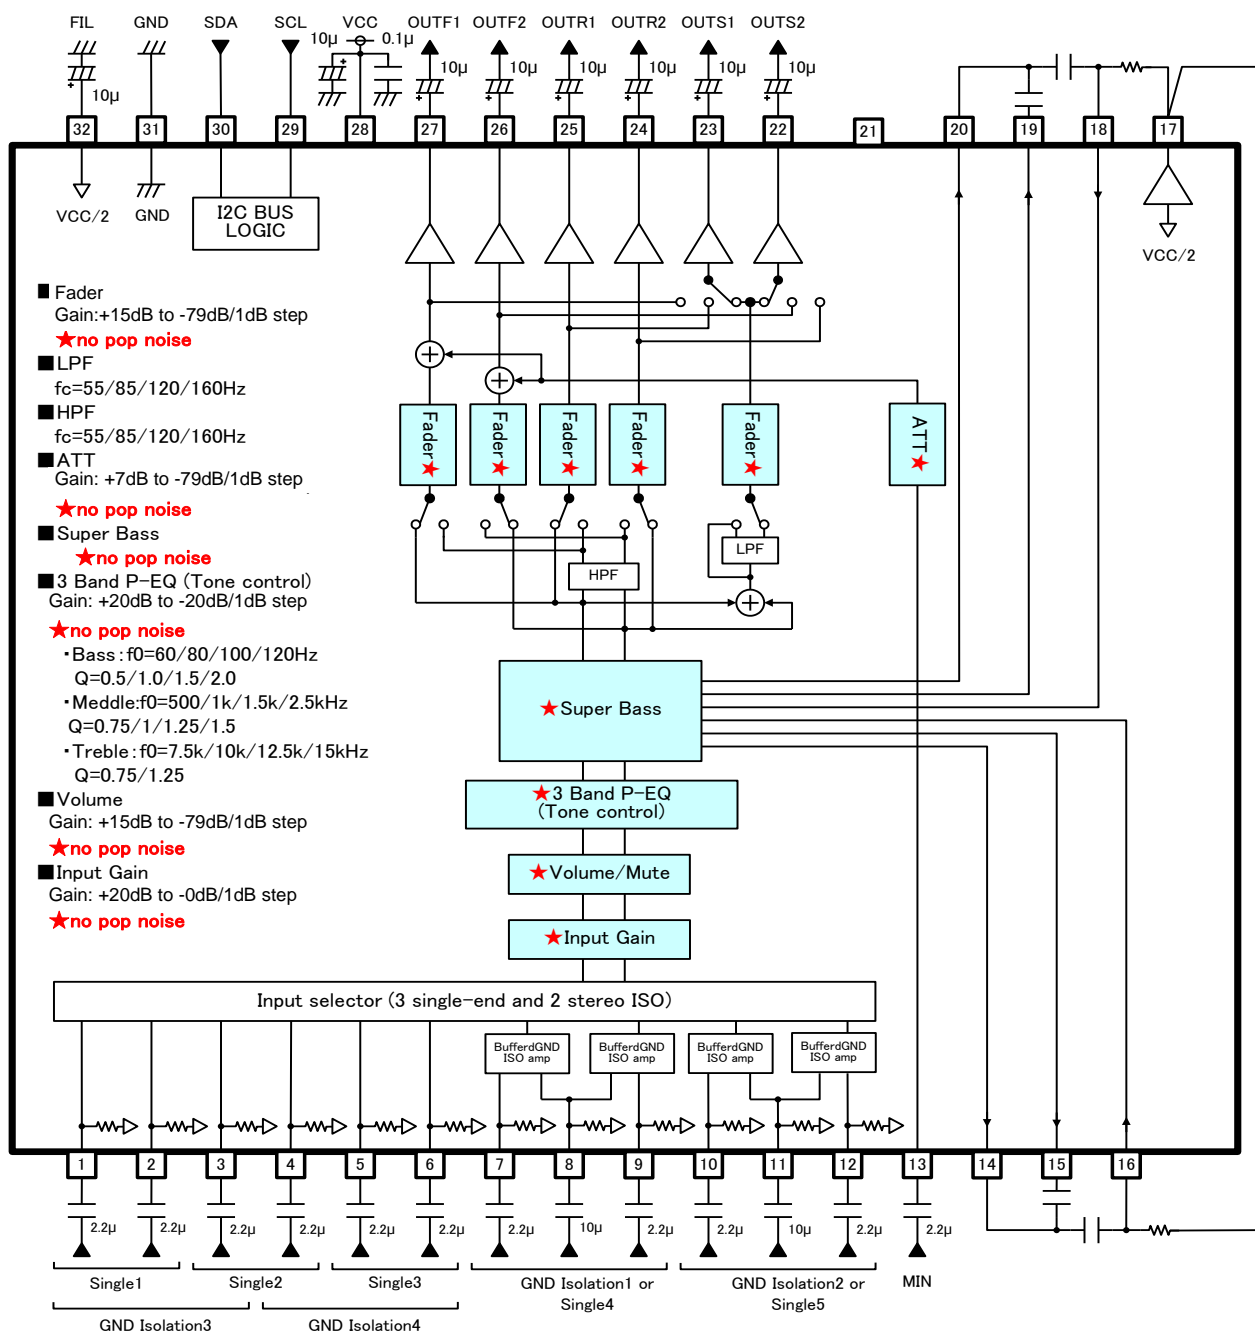 FIL GND SDA SCL VCC OUTF1 OUTF2 OUTR1 OUTR2 OUTS1 OUTS2
10μ 0.1μ
+ 10μ 10μ 10μ 10μ 10μ 10μ
+ 10μ + + + + + +
32 31 30 29 28 27 26 25 24 23 22 21 20 19 18 17
VCC/2 GND I2C BUS
LOGIC
VCC/2
■ Fader
Gain:+15dB to -79dB/1dB step
★no pop noise
■LPF
fc=55/85/120/160Hz
■HPF
fc=55/85/120/160Hz
■ATT
Gain: +7dB to -79dB/1dB step
★no pop noise
■Super Bass
★no pop noise
■3 Band P-EQ (Tone control)
Gain: +20dB to -20dB/1dB step
★no pop noise
・Bass:f0=60/80/100/120Hz
Q=0.5/1.0/1.5/2.0
・Meddle:f0=500/1k/1.5k/2.5kHz
Q=0.75/1/1.25/1.5
・Treble:f0=7.5k/10k/12.5k/15kHz
Q=0.75/1.25
■Volume
Gain: +15dB to -79dB/1dB step
★no pop noise
■Input Gain
Gain: +20dB to -0dB/1dB step
★no pop noise
+
+
Fader★ Fader★ Fader★ Fader★ Fader★ ATT★
LPF
HPF
+
★Super Bass
★3 Band P-EQ
(Tone control)
★Volume/Mute
★Input Gain
Input selector (3 single-end and 2 stereo ISO)
BufferdGND
ISO amp
BufferdGND
ISO amp
BufferdGND
ISO amp
BufferdGND
ISO amp
1 2 3 4 5 6 7 8 9 10 11 12 13 14 15 16
2.2μ 2.2μ 2.2μ 2.2μ 2.2μ 2.2μ 2.2μ 10μ 2.2μ 2.2μ 10μ 2.2μ 2.2μ
Single1 Single2 Single3
GND Isolation1 or
Single4
GND Isolation2 or
Single5
MIN
GND Isolation3 GND Isolation4